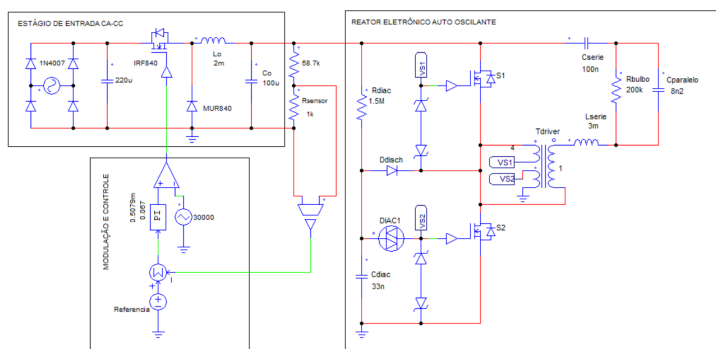 ESTÁGIO DE ENTRADA CA-CC
1N4007
IRF840
Lo
2m
220u
MUR840
Co
100u
58.7k
Rsensor
1k
MODULAÇÃO E CONTROLE
0.5079m
0.067
PI
30000
Referencia
REATOR ELETRÔNICO AUTO OSCILANTE
Rdiac
1.5M
VS1
S1
Cserie
100n
Rbulbo
200k
Cparalelo
8n2
Lserie
3m
Tdriver
4
VS1
VS2
1
Ddisch
DIAC1
VS2
S2
Cdiac
33n